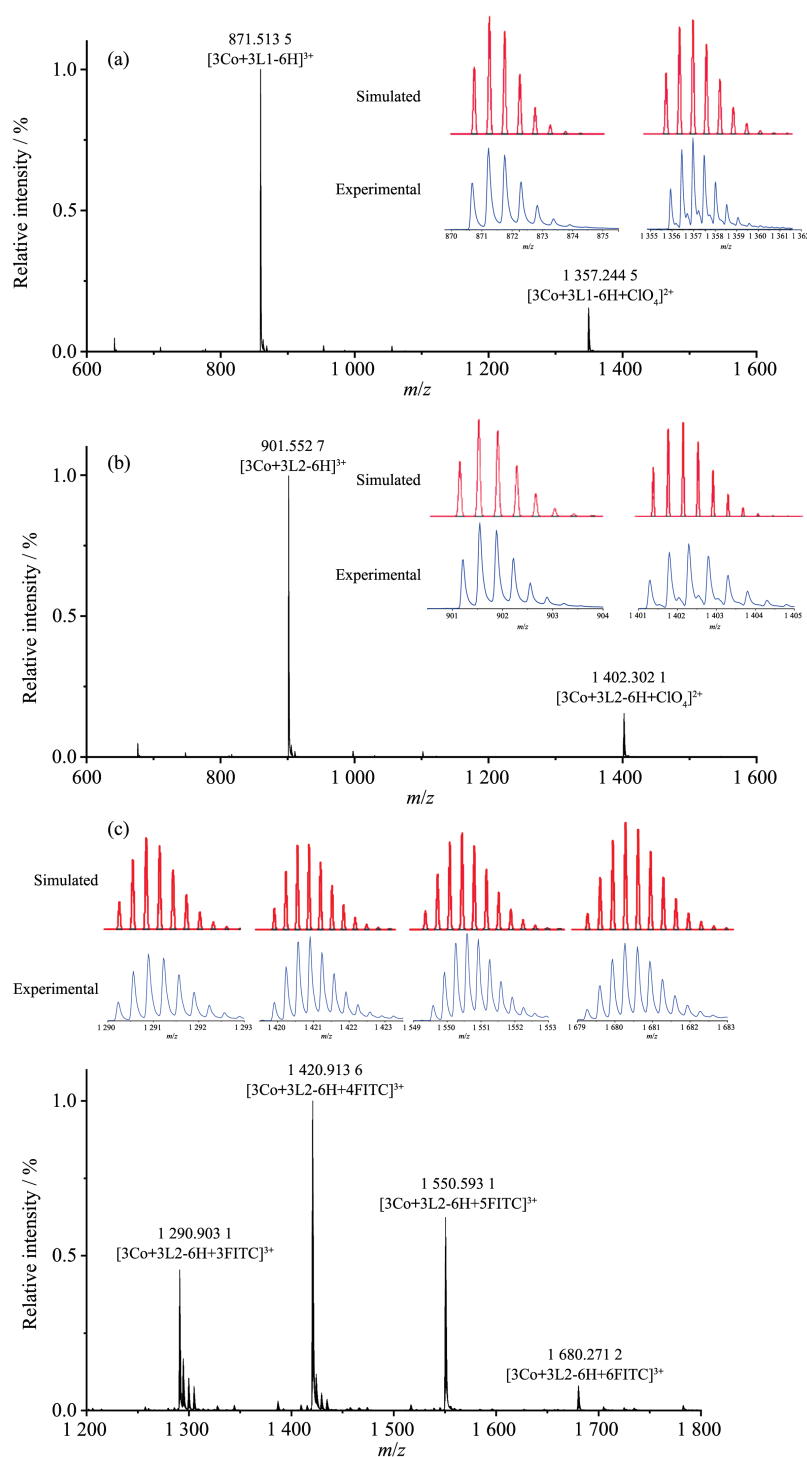 (a)
871.513 5
[3Co+3L1-6H]³⁺
Simulated
Experimental
870 871 872 873 874 875
m/z
1 355 1 356 1 357 1 358 1 359 1 360 1 361 1 362
m/z
1 357.244 5
[3Co+3L1-6H+ClO₄]²⁺
Relative intensity / %
1.0
0.5
0.0
600 800 1 000 1 200 1 400 1 600
m/z
(b)
901.552 7
[3Co+3L2-6H]³⁺
Simulated
Experimental
901 902 903 904
m/z
1 401 1 402 1 403 1 404 1 405
m/z
1 402.302 1
[3Co+3L2-6H+ClO₄]²⁺
Relative intensity / %
1.0
0.5
0.0
600 800 1 000 1 200 1 400 1 600
m/z
(c)
Simulated
Experimental
1 290 1 291 1 292 1 293
m/z
1 420 1 421 1 422 1 423
m/z
1 549 1 550 1 551 1 552 1 553
m/z
1 679 1 680 1 681 1 682 1 683
m/z
1 420.913 6
[3Co+3L2-6H+4FITC]³⁺
1 550.593 1
[3Co+3L2-6H+5FITC]³⁺
1 290.903 1
[3Co+3L2-6H+3FITC]³⁺
1 680.271 2
[3Co+3L2-6H+6FITC]³⁺
Relative intensity / %
1.0
0.5
0.0
1 200 1 300 1 400 1 500 1 600 1 700 1 800
m/z